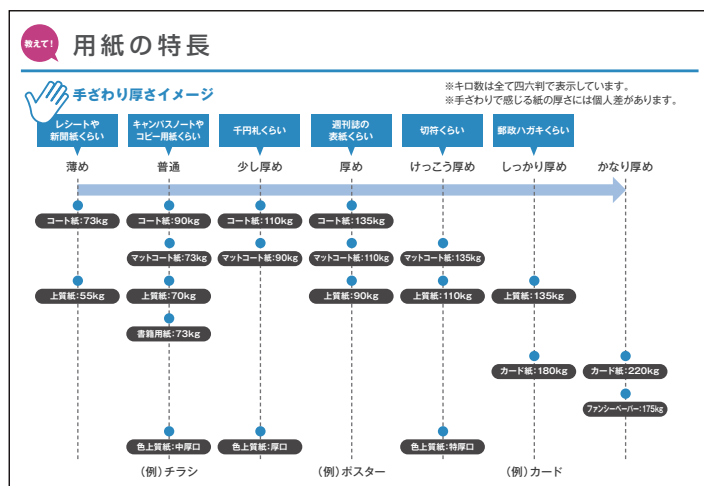 教えて!
用紙の特長
手ざわり厚さイメージ
※キロ数は全て四六判で表示しています。
※手ざわりで感じる紙の厚さには個人差があります。
レシートや
新聞紙くらい
キャンパスノートや
コピー用紙くらい
千円札くらい
週刊誌の
表紙くらい
切符くらい
郵政ハガキくらい
薄め
普通
少し厚め
厚め
けっこう厚め
しっかり厚め
かなり厚め
コート紙:73kg
コート紙:90kg
コート紙:110kg
コート紙:135kg
マットコート紙:73kg
マットコート紙:90kg
マットコート紙:110kg
マットコート紙:135kg
上質紙:55kg
上質紙:70kg
上質紙:90kg
上質紙:110kg
上質紙:135kg
書籍用紙:73kg
カード紙:180kg
カード紙:220kg
ファンシーペーパー:175kg
色上質紙:中厚口
色上質紙:厚口
色上質紙:特厚口
(例)チラシ
(例)ポスター
(例)カード